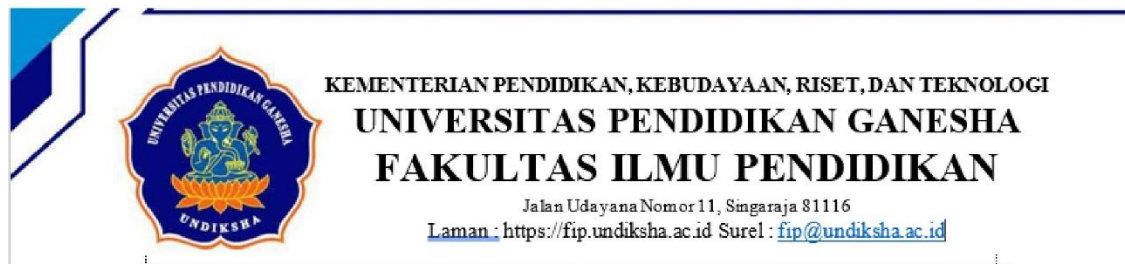 KEMENTERIAN PENDIDIKAN, KEBUDAYAAN, RISET, DAN TEKNOLOGI
UNIVERSITAS PENDIDIKAN GANESHA
FAKULTAS ILMU PENDIDIKAN
Jalan Udayana Nomor 11, Singaraja 81116
Laman : https://fip.undiksha.ac.id Surel : fip@undiksha.ac.id
UNIVERSITAS PENDIDIKAN GANESHA
UNDIKSHA